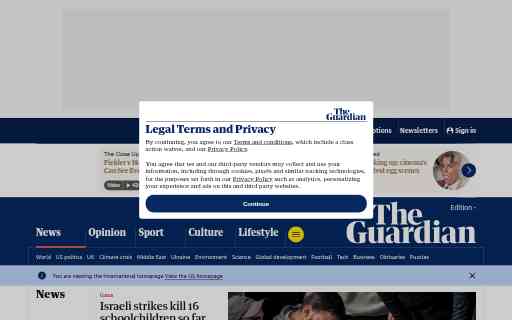 Newsletters
Sign in
The Guardian
Legal Terms and Privacy
By continuing, you agree to our Terms and conditions, which include a class
action waiver, and our Privacy Policy.
You agree that we and our third-party vendors may collect and use your
information, including through cookies, pixels and similar tracking technologies,
for the purposes set forth in our Privacy Policy such as analytics, personalizing
your experience and ads on this and third party websites.
Continue
The Close Up
Video
Edition
The Guardian
News
Opinion
Sport
Culture
Lifestyle
World US politics UK Climate crisis Middle East Ukraine Environment Science Global development Football Tech Business Obituaries Puzzles
You are viewing the International homepage View the US homepage
News
Gaza
Israeli strikes kill 16
schoolchildren so far